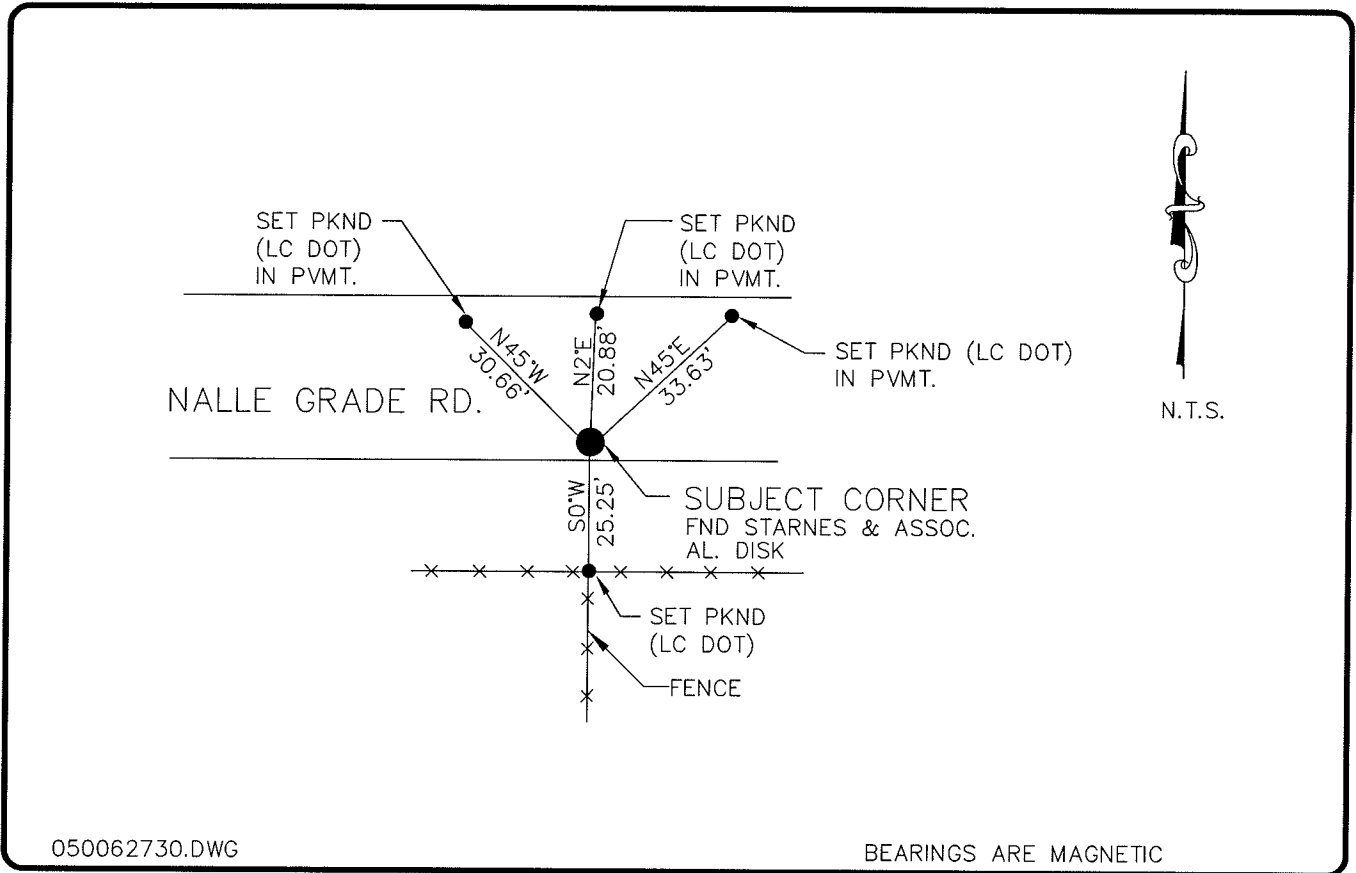 SET PKND
(LC DOT)
IN PVMT.
SET PKND
(LC DOT)
IN PVMT.
N45°W
30.66'
N2°E
20.88'
N45°E
33.63'
SET PKND (LC DOT)
IN PVMT.
NALLE GRADE RD.
N.T.S.
S0°W
25.25'
SUBJECT CORNER
FND STARNES & ASSOC.
AL. DISK
SET PKND
(LC DOT)
FENCE
050062730.DWG
BEARINGS ARE MAGNETIC